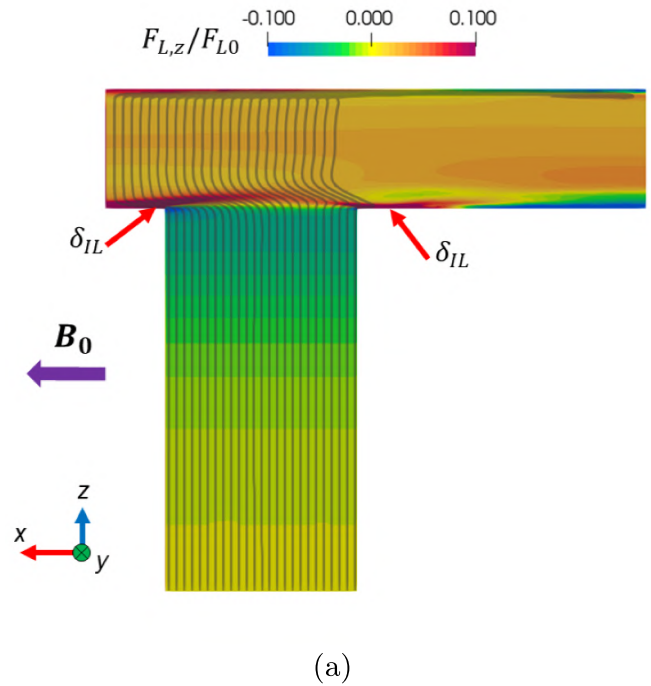 -0.100 0.000 0.100
F_{L,z}/F_{L0}
δ_{IL}
δ_{IL}
B_0
z
x
y
(a)